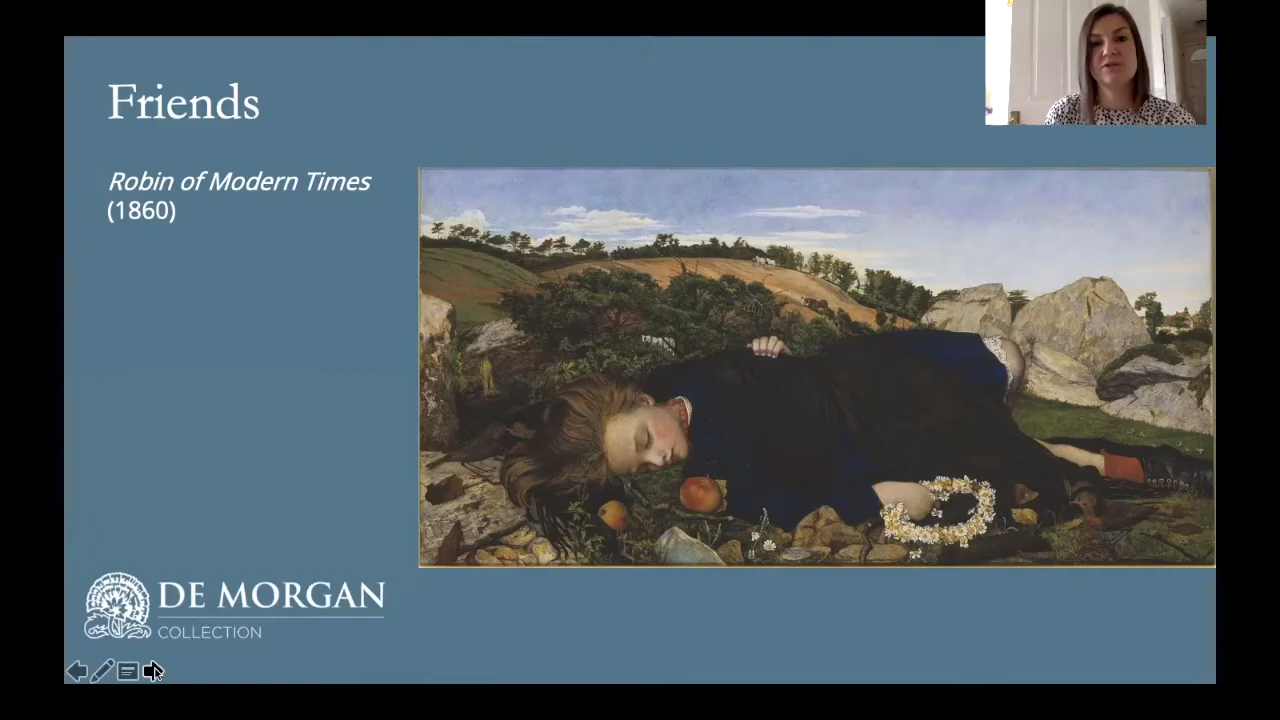 Friends
Robin of Modern Times
(1860)
DE MORGAN
COLLECTION